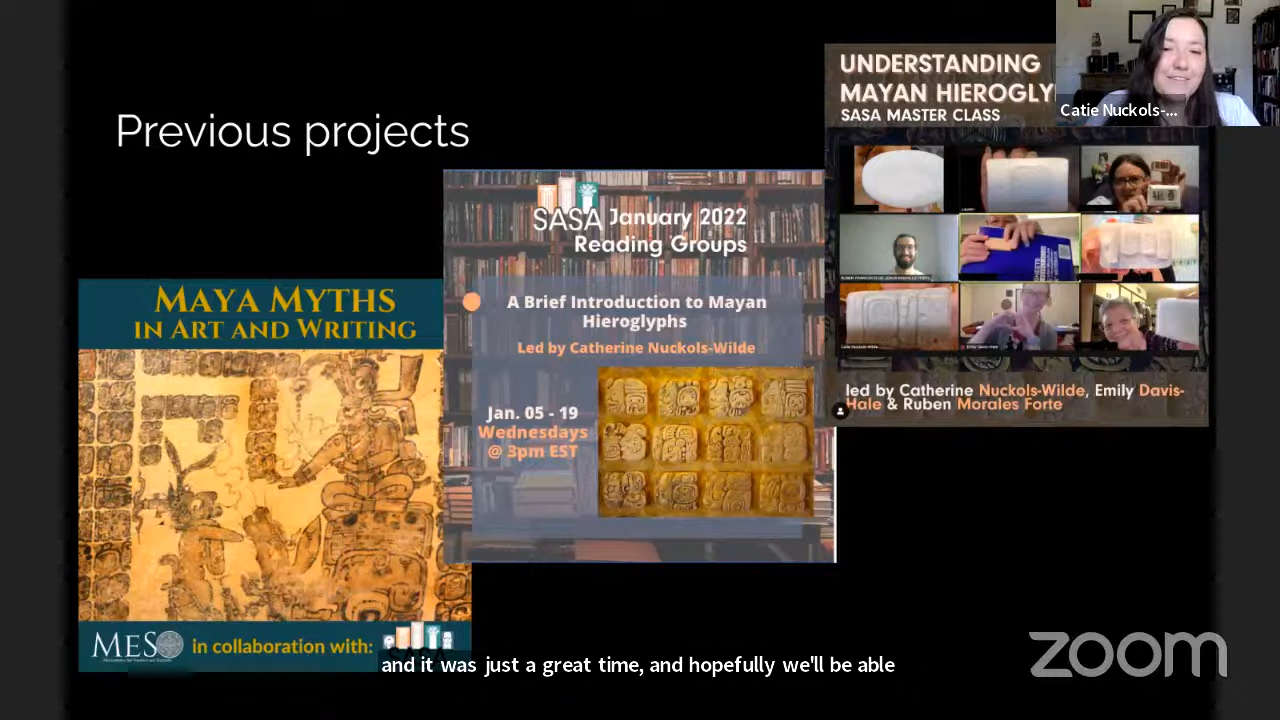 Previous projects
MAYA MYTHS
IN ART AND WRITING
MESO
in collaboration with:
SASA January 2022
Reading Groups
A Brief Introduction to Mayan
Hieroglyphs
Led by Catherine Nuckols-Wilde
Jan. 05 - 19
Wednesdays
@ 3pm EST
UNDERSTANDING
MAYAN HIEROGLY
SASA MASTER CLASS
led by Catherine Nuckols-Wilde, Emily Davis-
Hale & Ruben Morales Forte
Catie Nuckols-...
and it was just a great time, and hopefully we'll be able
zoom